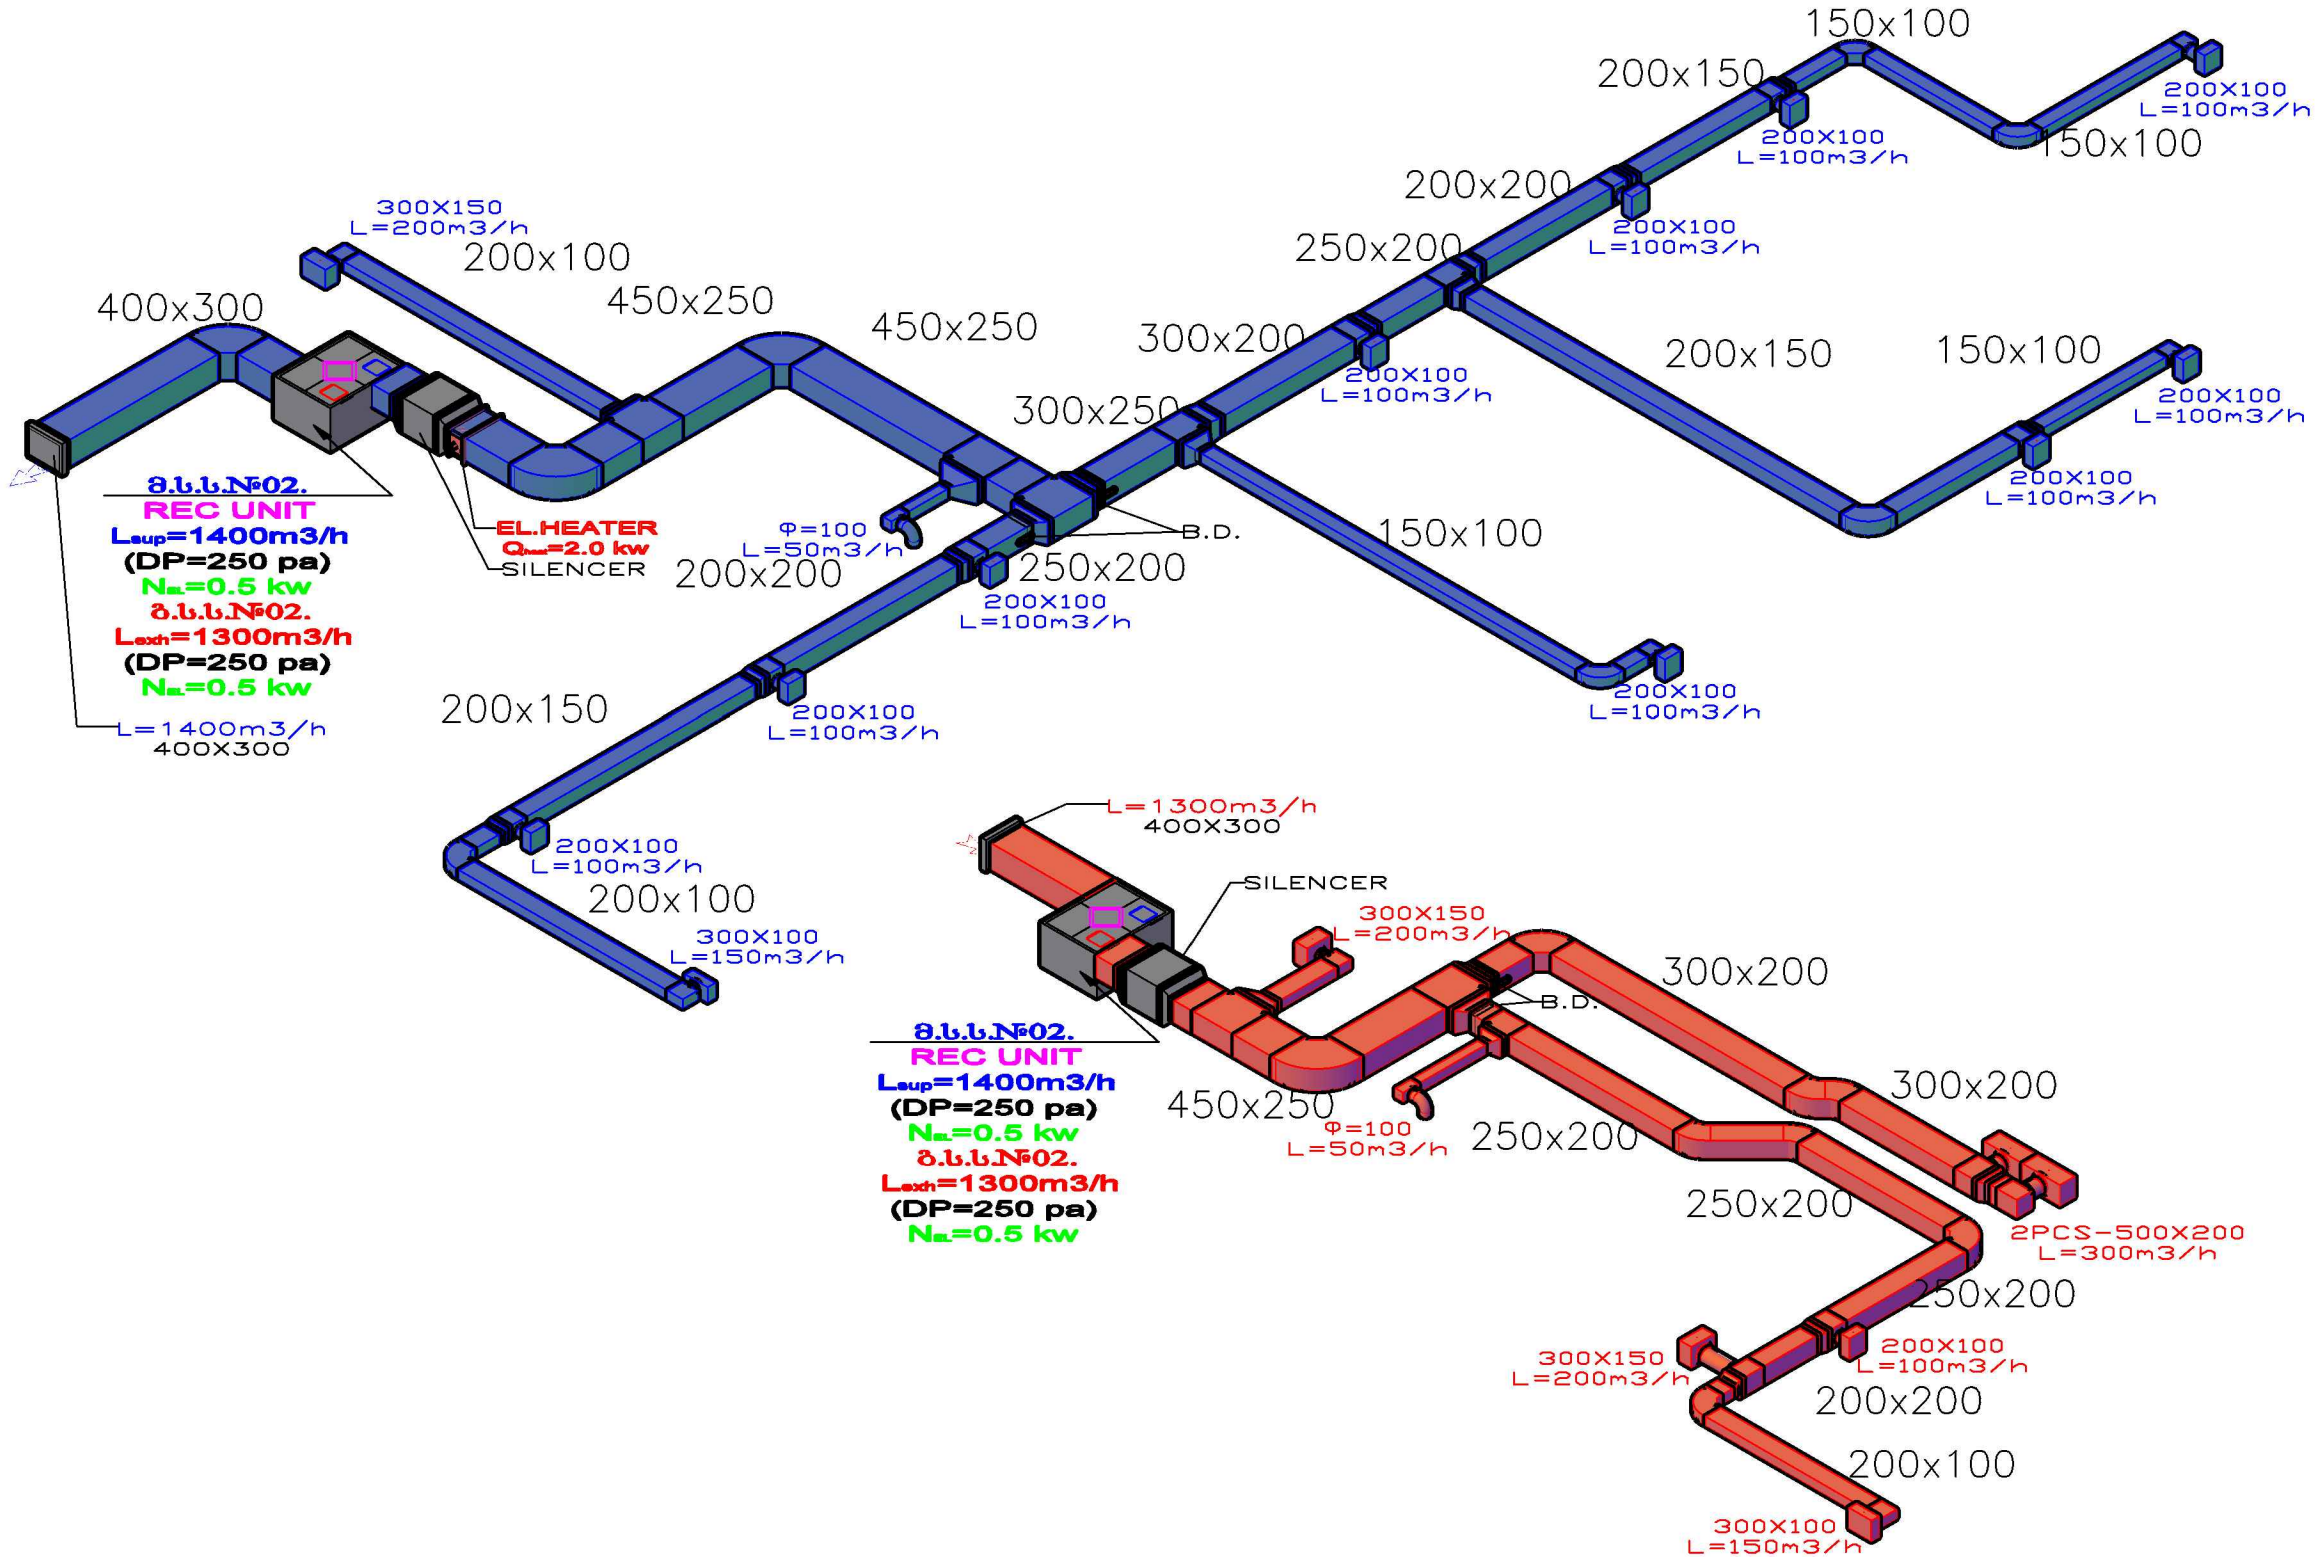 150x100
200x150
200X100
L=100m3/h
200X100
L=100m3/h
150x100
200x200
200X100
L=100m3/h
300X150
L=200m3/h
200x100
250x200
400x300
450x250
450x250
300x200
200x150
150x100
200X100
L=100m3/h
200X100
L=100m3/h
300x250
200X100
L=100m3/h
მ.ს.ს.№02.
REC UNIT
Lsup=1400m3/h
(DP=250 pa)
NEL=0.5 kw
გ.ს.ს.№02.
Lexh=1300m3/h
(DP=250 pa)
NEL=0.5 kw
L=1400m3/h
400X300
EL.HEATER
Qheat=2.0 kw
SILENCER
Φ=100
L=50m3/h
B.D.
150x100
200x200
250x200
200X100
L=100m3/h
200X100
L=100m3/h
200x150
200X100
L=100m3/h
200X100
L=100m3/h
200x100
300X100
L=150m3/h
L=1300m3/h
400X300
SILENCER
300X150
L=200m3/h
300x200
B.D.
მ.ს.ს.№02.
REC UNIT
Lsup=1400m3/h
(DP=250 pa)
NEL=0.5 kw
გ.ს.ს.№02.
Lexh=1300m3/h
(DP=250 pa)
NEL=0.5 kw
450x250
Φ=100
L=50m3/h
250x200
300x200
250x200
2PCS-500X200
L=300m3/h
250x200
300X150
L=200m3/h
200X100
L=100m3/h
200x200
200x100
300X100
L=150m3/h